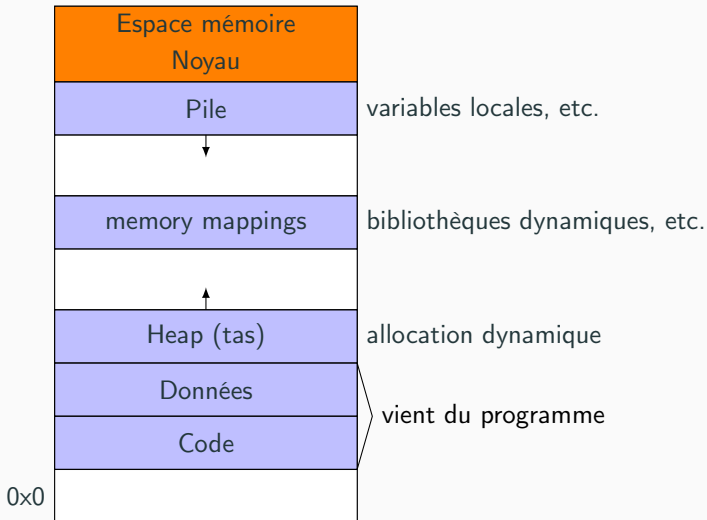 Espace mémoire
Noyau
Pile
variables locales, etc.
memory mappings
bibliothèques dynamiques, etc.
Heap (tas)
allocation dynamique
Données
vient du programme
Code
0x0